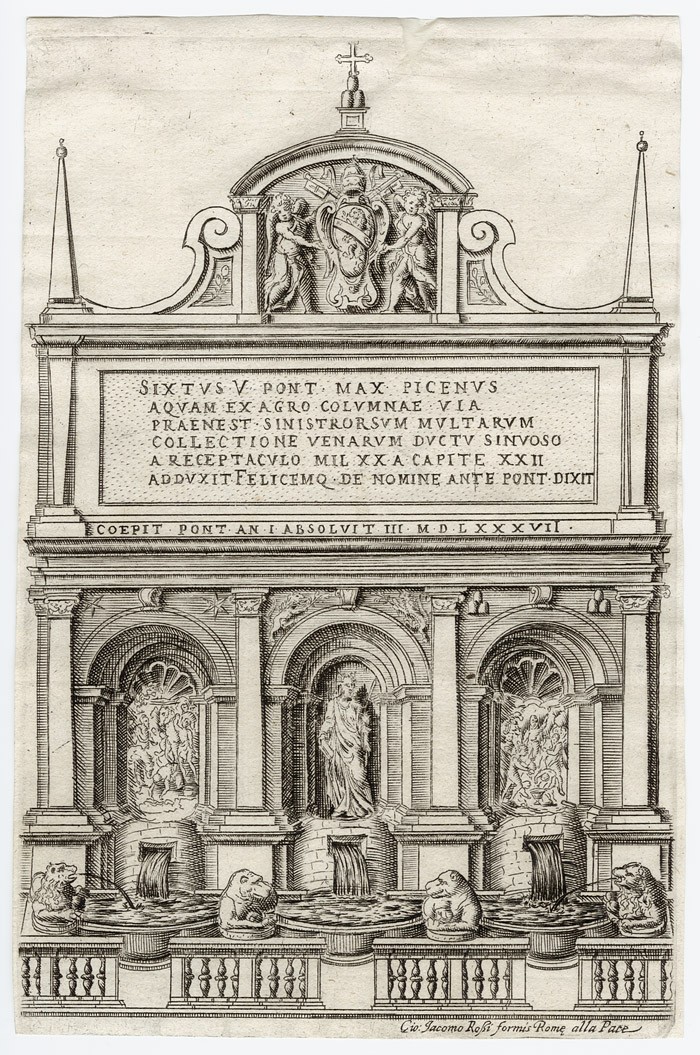 SIXTVS V PONT · MAX · PICENVS
AQVAM EX AGRO COLVMNAE · VIA
PRAENEST · SINISTRORSVM MVLTARVM
COLLECTIONE VENARVM DVCTV SINVOSO
A RECEPTACVLO MIL XX · A CAPITE XXII
ADDVXIT · FELICEMQ · DE NOMINE ANTE PONT · DIXIT
COEPIT · PONT · AN · I · ABSOLVIT III · M · D · LXXXVII ·
Gio: Jacomo Roßi formis Romę alla Pace